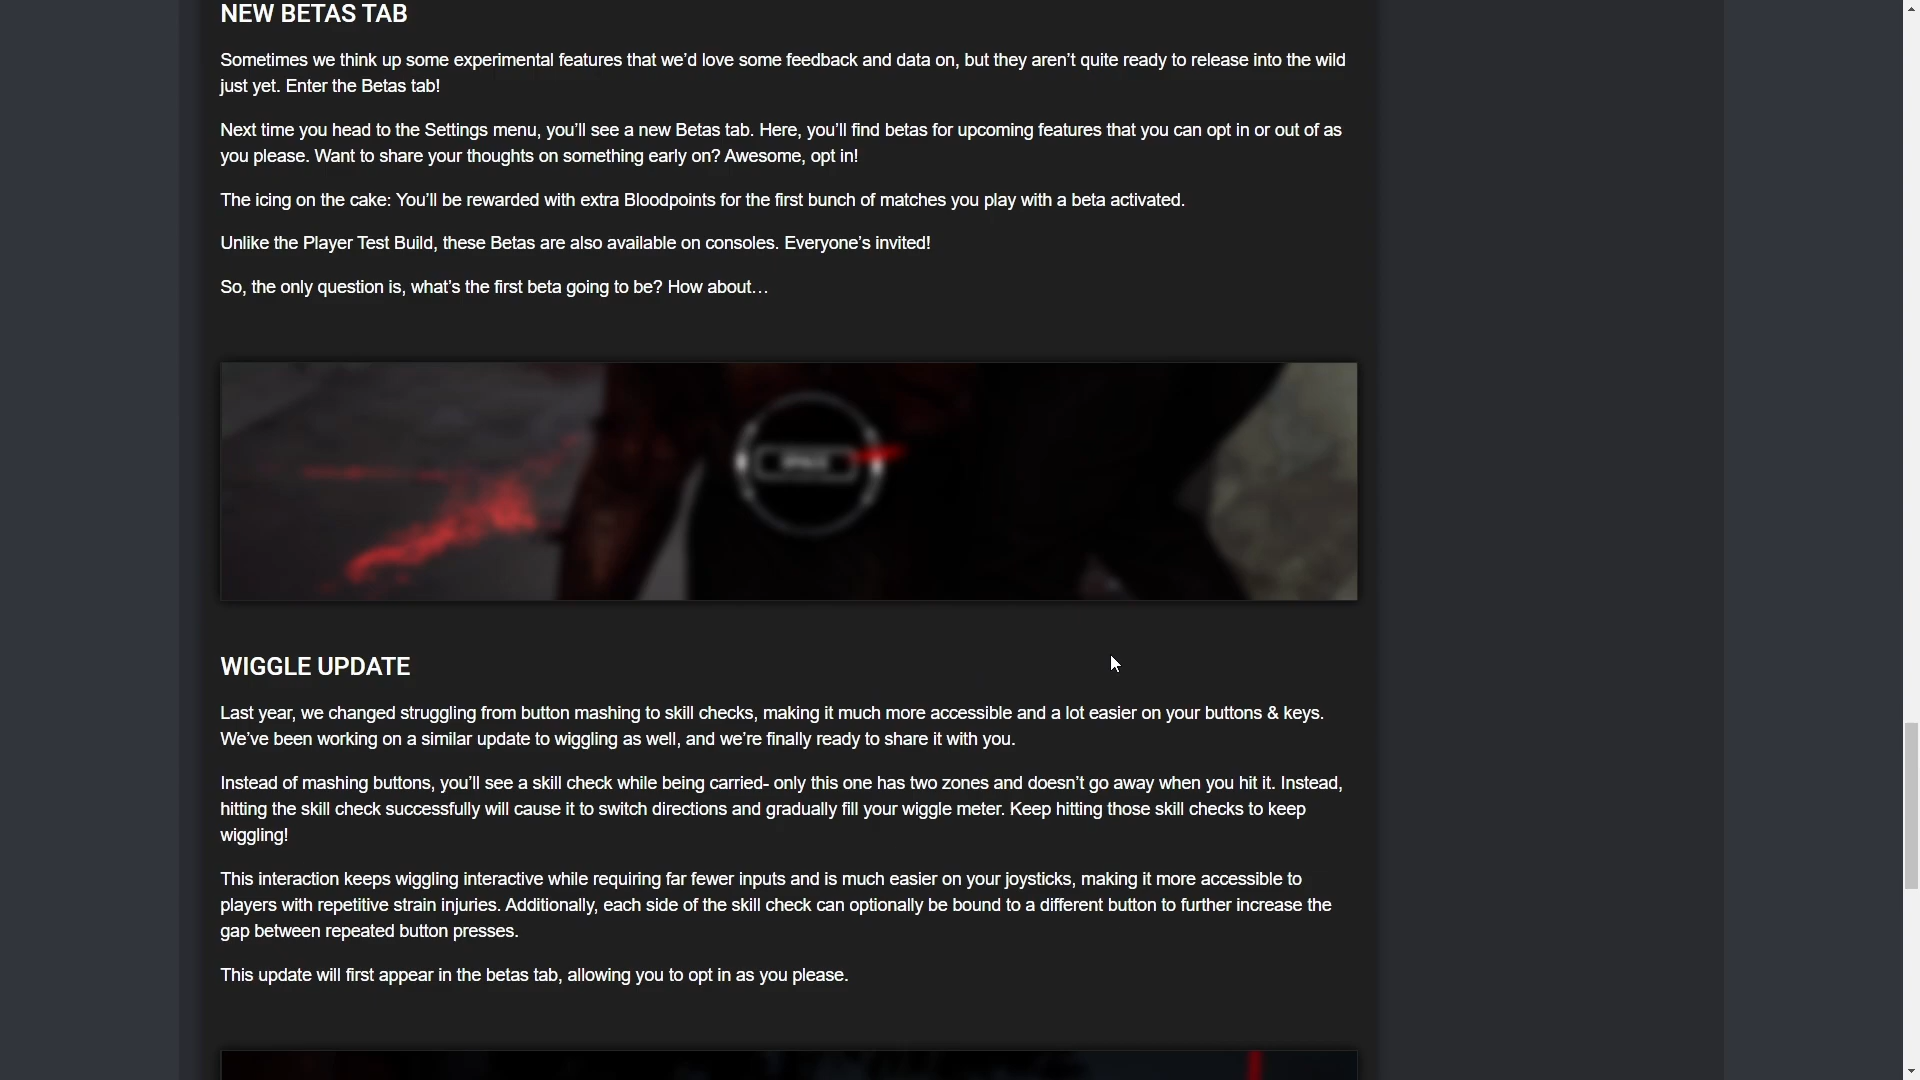 NEW BETAS TAB
Sometimes we think up some experimental features that we'd love some feedback and data on, but they aren't quite ready to release into the wild
just yet. Enter the Betas tab!
Next time you head to the Settings menu, you'll see a new Betas tab. Here, you'll find betas for upcoming features that you can opt in or out of as
you please. Want to share your thoughts on something early on? Awesome, opt in!
The icing on the cake: You'll be rewarded with extra Bloodpoints for the first bunch of matches you play with a beta activated.
Unlike the Player Test Build, these Betas are also available on consoles. Everyone's invited!
So, the only question is, what's the first beta going to be? How about…
WIGGLE UPDATE
Last year, we changed struggling from button mashing to skill checks, making it much more accessible and a lot easier on your buttons & keys.
We've been working on a similar update to wiggling as well, and we're finally ready to share it with you.
Instead of mashing buttons, you'll see a skill check while being carried- only this one has two zones and doesn't go away when you hit it. Instead,
hitting the skill check successfully will cause it to switch directions and gradually fill your wiggle meter. Keep hitting those skill checks to keep
wiggling!
This interaction keeps wiggling interactive while requiring far fewer inputs and is much easier on your joysticks, making it more accessible to
players with repetitive strain injuries. Additionally, each side of the skill check can optionally be bound to a different button to further increase the
gap between repeated button presses.
This update will first appear in the betas tab, allowing you to opt in as you please.